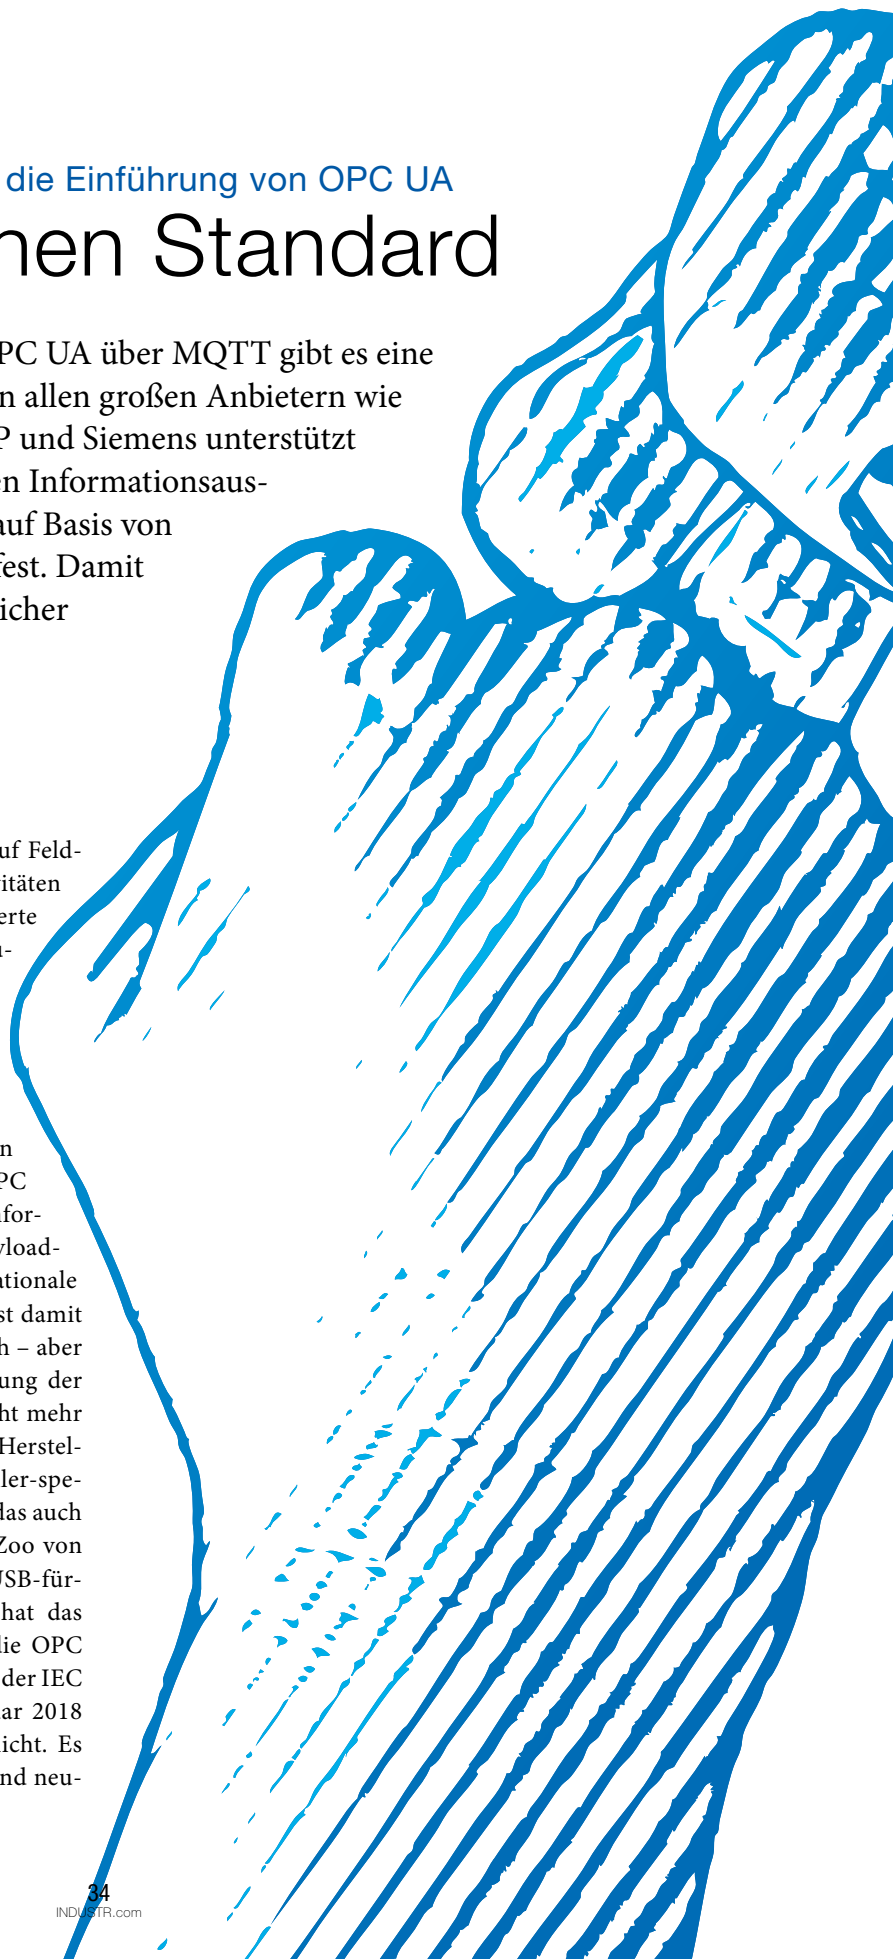 die Einführung von OPC UA
nen Standard
PC UA über MQTT gibt es eine
n allen großen Anbietern wie
P und Siemens unterstützt
en Informationsaus-
auf Basis von
fest. Damit
icher
uf Feld-
itäten
erte
u-
n
PC
nfor-
yload-
ationale
st damit
h – aber
ung der
ht mehr
Herstel-
ler-spe-
das auch
Zoo von
USB-für-
hat das
die OPC
der IEC
ar 2018
icht. Es
nd neu-
34
INDUSTR.com